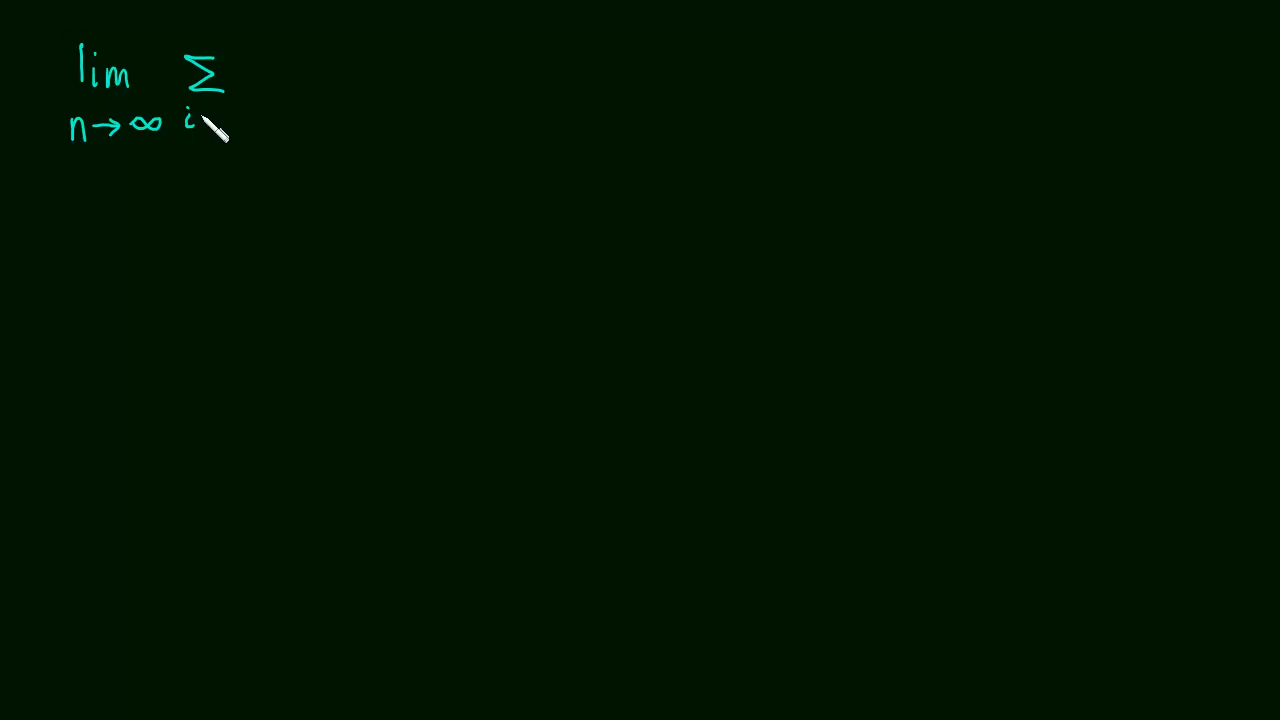 lim Σ
n→∞ i